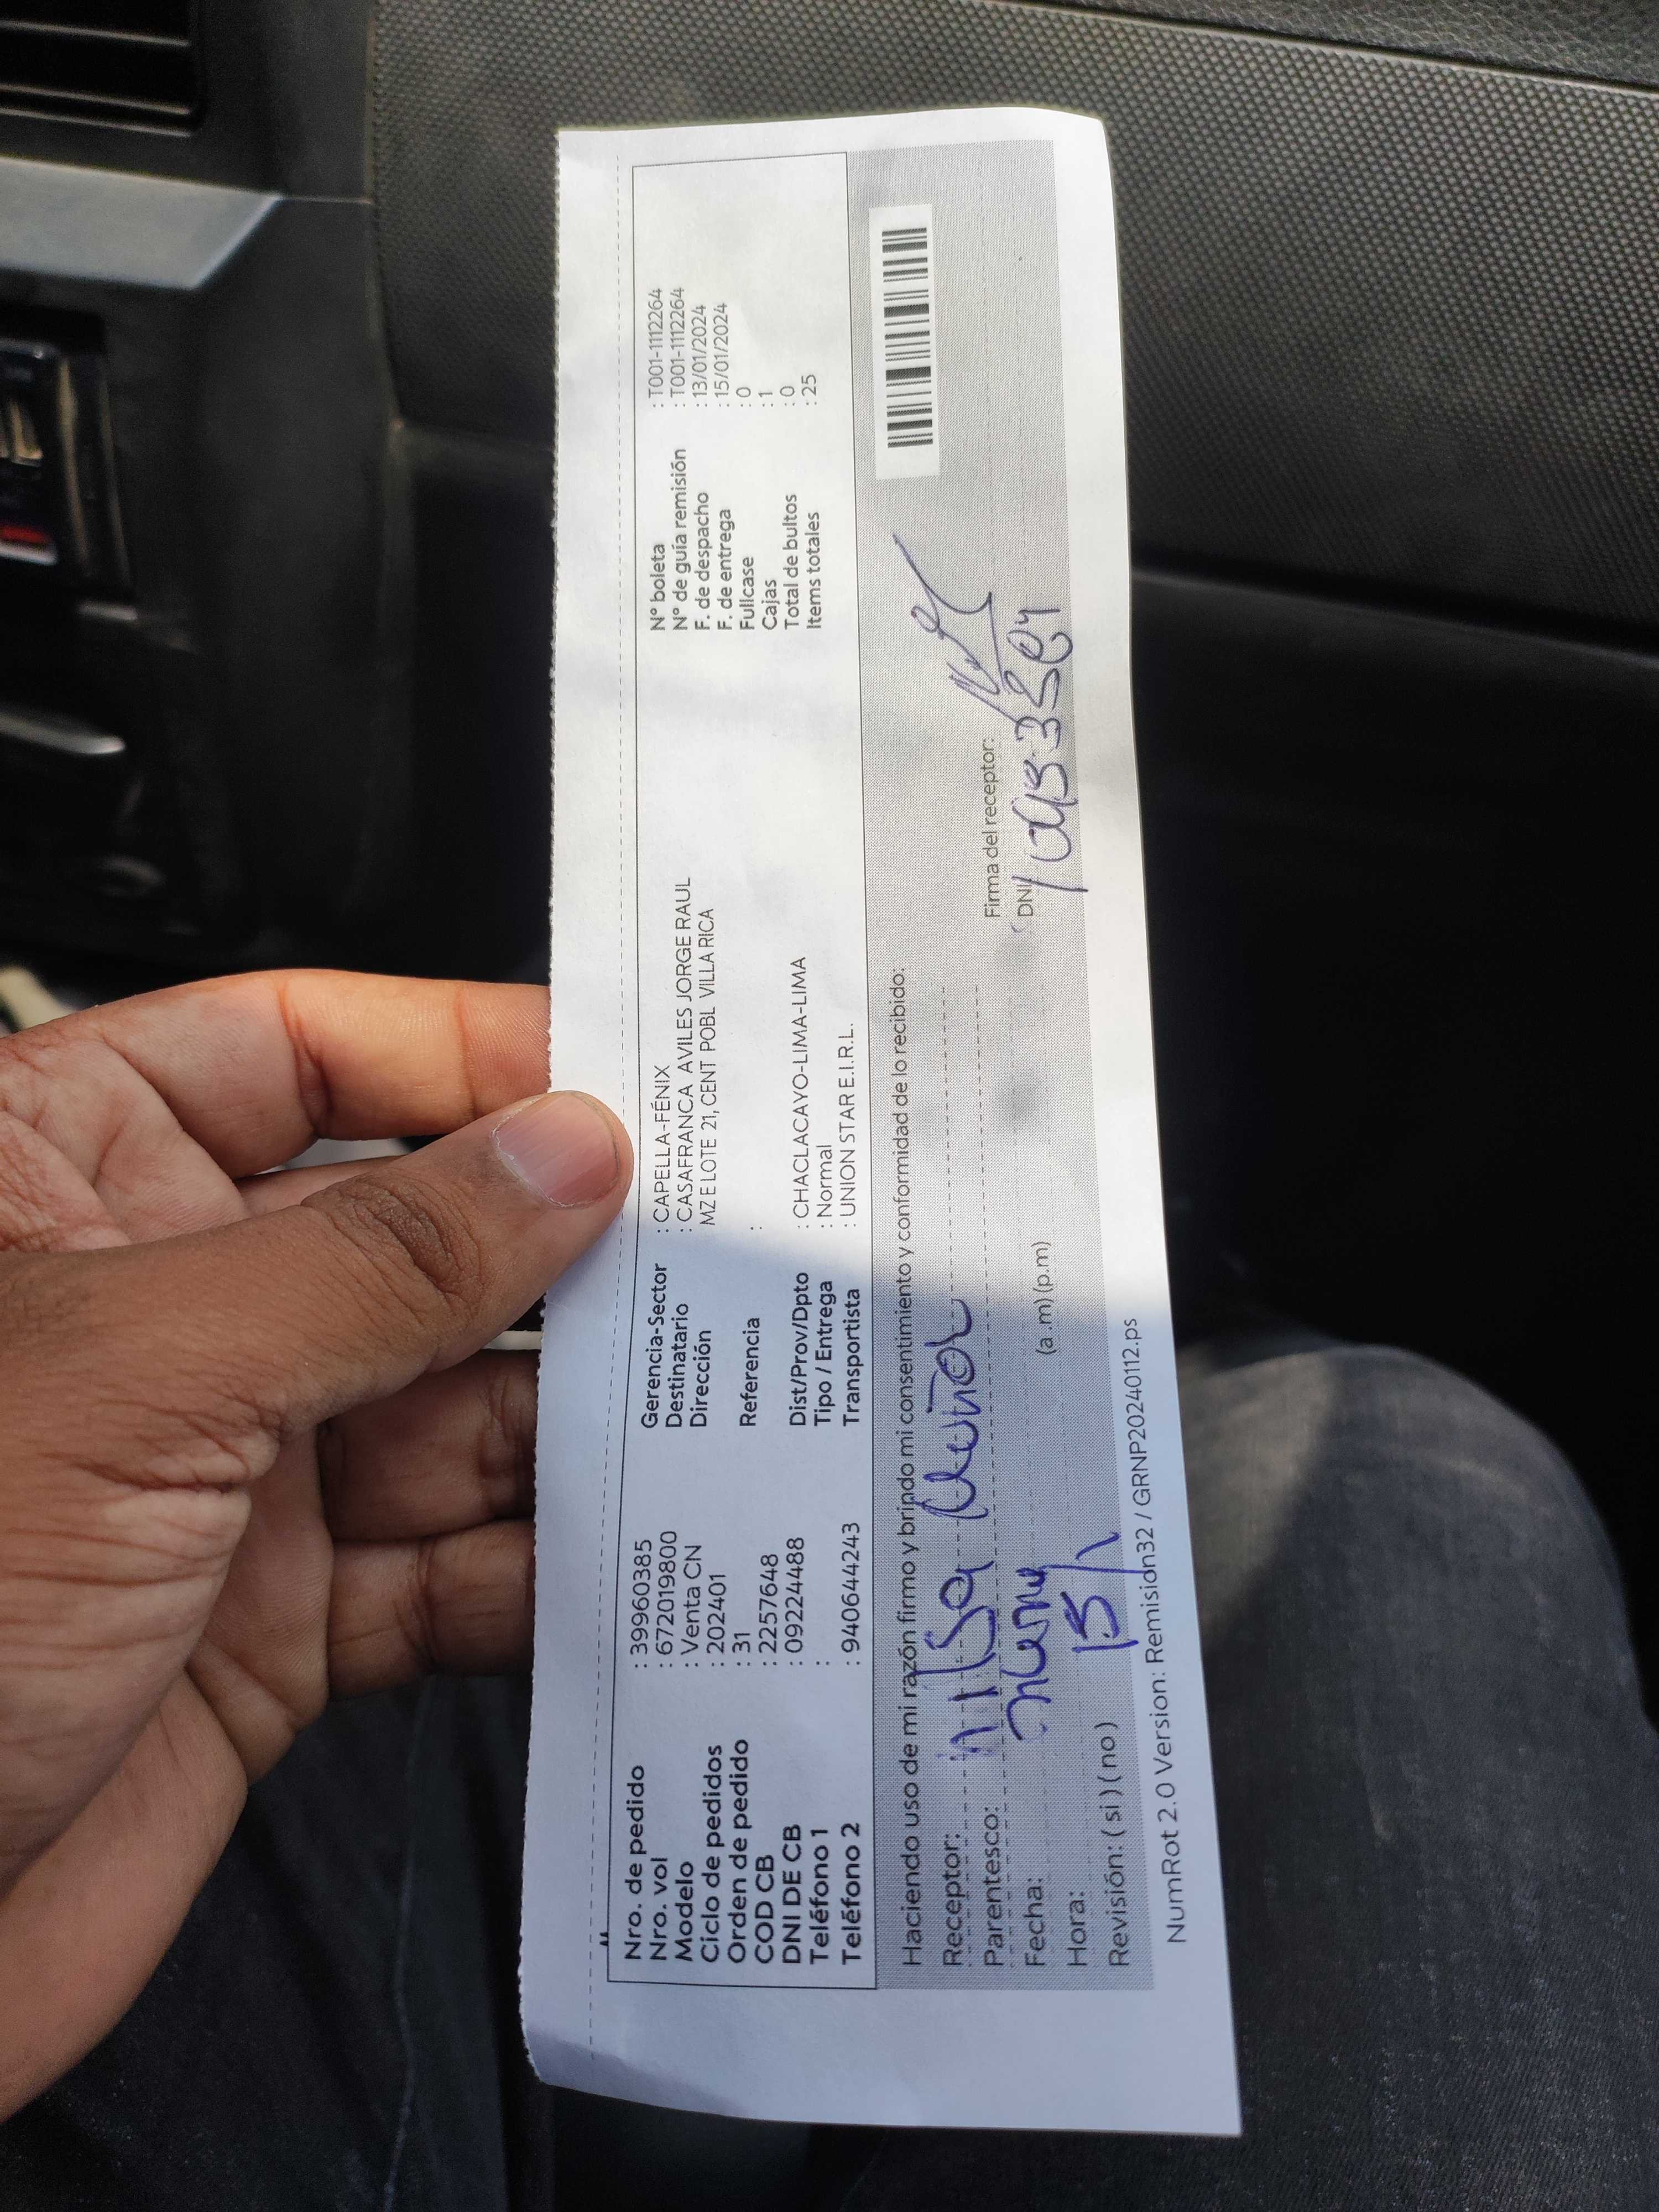 Nro. de pedido : 39960385
Nro. vol : 672019800
Modelo : Venta CN
Ciclo de pedidos : 202401
Orden de pedido : 31
COD CB : 2257648
DNI DE CB : 09224488
Teléfono 1 :
Teléfono 2 : 940644243
Gerencia-Sector : CAPELLA-FÉNIX
Destinatario : CASAFRANCA AVILES JORGE RAUL
Dirección MZ E LOTE 21, CENT POBL VILLA RICA
Referencia :
Dist/Prov/Dpto : CHACLACAYO-LIMA-LIMA
Tipo / Entrega : Normal
Transportista : UNION STAR E.I.R.L.
N° boleta : T001-1112264
N° de guía remisión : T001-1112264
F. de despacho : 13/01/2024
F. de entrega : 15/01/2024
Fullcase : 0
Cajas : 1
Total de bultos : 0
Items totales : 25
Haciendo uso de mi razón firmo y brindo mi consentimiento y conformidad de lo recibido:
Receptor:
Parentesco:
Fecha: 15/
Hora: (a.m) (p.m)
Revisión: ( si ) ( no )
Firma del receptor:
DNI
NumRot 2.0 Version: Remision32 / GRNP20240112.ps